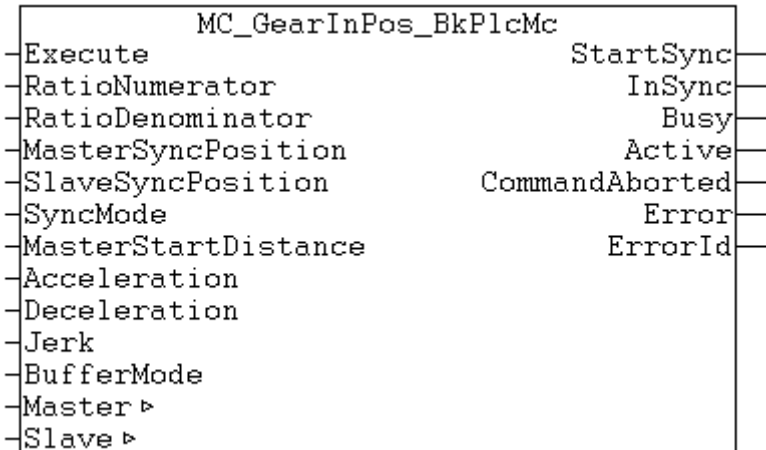 MC_GearInPos_BkPlcMc
Execute StartSync
RatioNumerator InSync
RatioDenominator Busy
MasterSyncPosition Active
SlaveSyncPosition CommandAborted
SyncMode Error
MasterStartDistance ErrorId
Acceleration
Deceleration
Jerk
BufferMode
Master ▹
Slave ▹